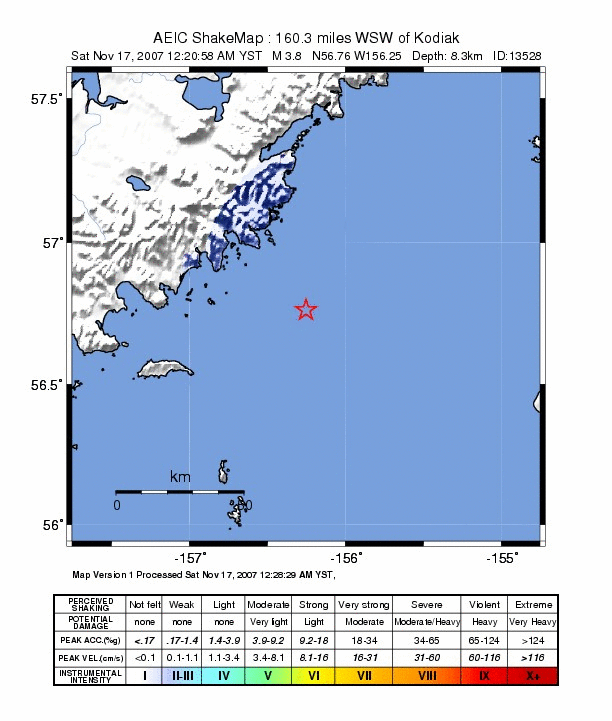 AEIC ShakeMap : 160.3 miles WSW of Kodiak
Sat Nov 17, 2007 12:20:58 AM YST M 3.8 N56.76 W156.25 Depth: 8.3km ID:13528
57.5°
57°
56.5°
km
0
56°
-157° -156° -155°
Map Version 1 Processed Sat Nov 17, 2007 12:28:29 AM YST,
PERCEIVED SHAKING Not felt Weak Light Moderate Strong Very strong Severe Violent Extreme
POTENTIAL DAMAGE none none none Very light Light Moderate Moderate/Heavy Heavy Very Heavy
PEAK ACC.(%g) <.17 .17-1.4 1.4-3.9 3.9-9.2 9.2-18 18-34 34-65 65-124 >124
PEAK VEL.(cm/s) <0.1 0.1-1.1 1.1-3.4 3.4-8.1 8.1-16 16-31 31-60 60-116 >116
INSTRUMENTAL INTENSITY I II-III IV V VI VII VIII IX X+